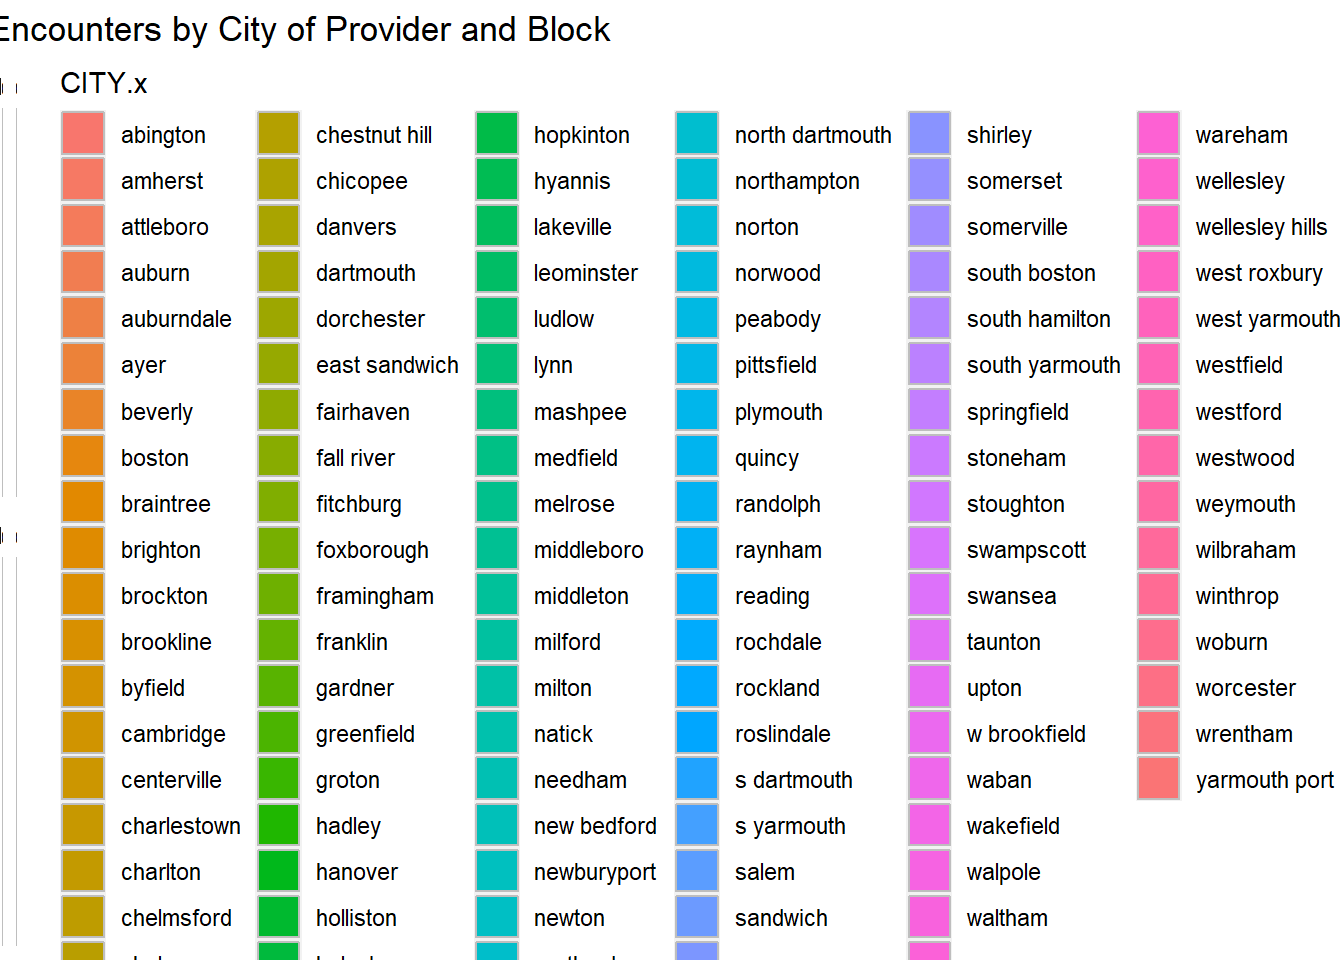 Encounters by City of Provider and Block
CITY.x
abington
amherst
attleboro
auburn
auburndale
ayer
beverly
boston
braintree
brighton
brockton
brookline
byfield
cambridge
centerville
charlestown
charlton
chelmsford
chestnut hill
chicopee
danvers
dartmouth
dorchester
east sandwich
fairhaven
fall river
fitchburg
foxborough
framingham
franklin
gardner
greenfield
groton
hadley
hanover
holliston
hopkinton
hyannis
lakeville
leominster
ludlow
lynn
mashpee
medfield
melrose
middleboro
middleton
milford
milton
natick
needham
new bedford
newburyport
newton
north dartmouth
northampton
norton
norwood
peabody
pittsfield
plymouth
quincy
randolph
raynham
reading
rochdale
rockland
roslindale
s dartmouth
s yarmouth
salem
sandwich
shirley
somerset
somerville
south boston
south hamilton
south yarmouth
springfield
stoneham
stoughton
swampscott
swansea
taunton
upton
w brookfield
waban
wakefield
walpole
waltham
wareham
wellesley
wellesley hills
west roxbury
west yarmouth
westfield
westford
westwood
weymouth
wilbraham
winthrop
woburn
worcester
wrentham
yarmouth port